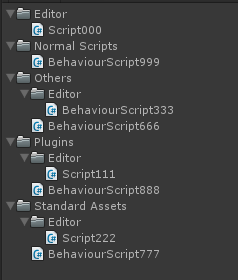 Editor
Script000
Normal Scripts
BehaviourScript999
Others
Editor
BehaviourScript333
BehaviourScript666
Plugins
Editor
Script111
BehaviourScript888
Standard Assets
Editor
Script222
BehaviourScript777